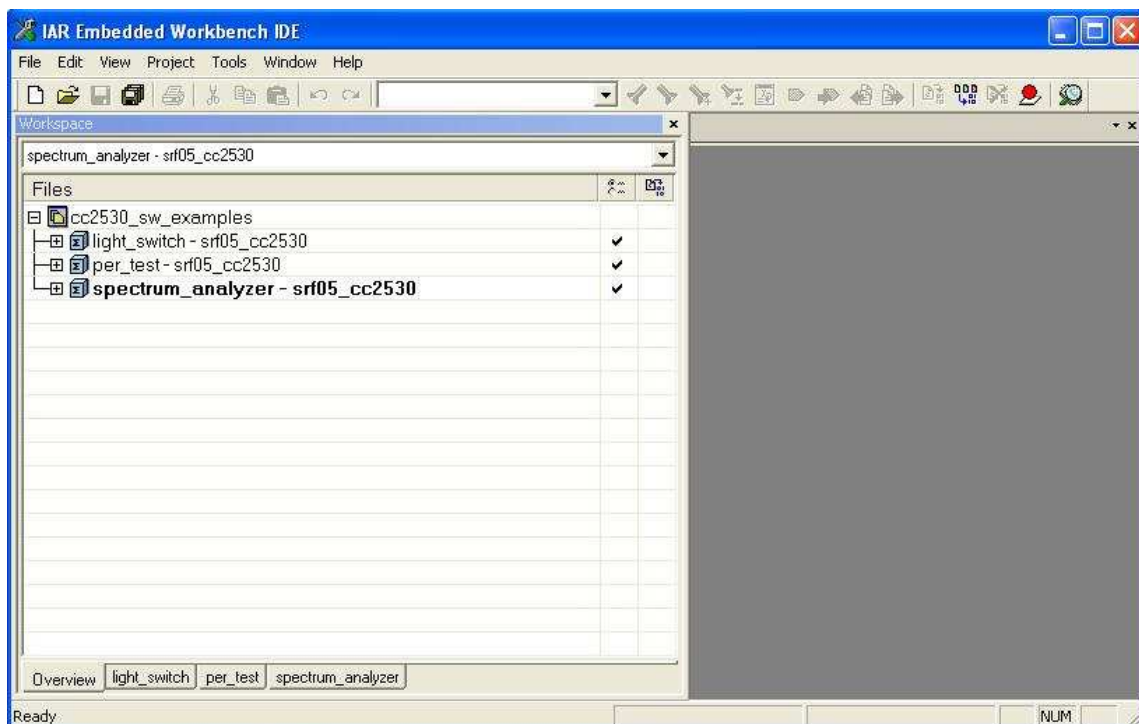 IAR Embedded Workbench IDE
File Edit View Project Tools Window Help
Workspace
spectrum_analyzer - srf05_cc2530
Files
cc2530_sw_examples
light_switch - srf05_cc2530
per_test - srf05_cc2530
spectrum_analyzer - srf05_cc2530
Overview light_switch per_test spectrum_analyzer
Ready NUM